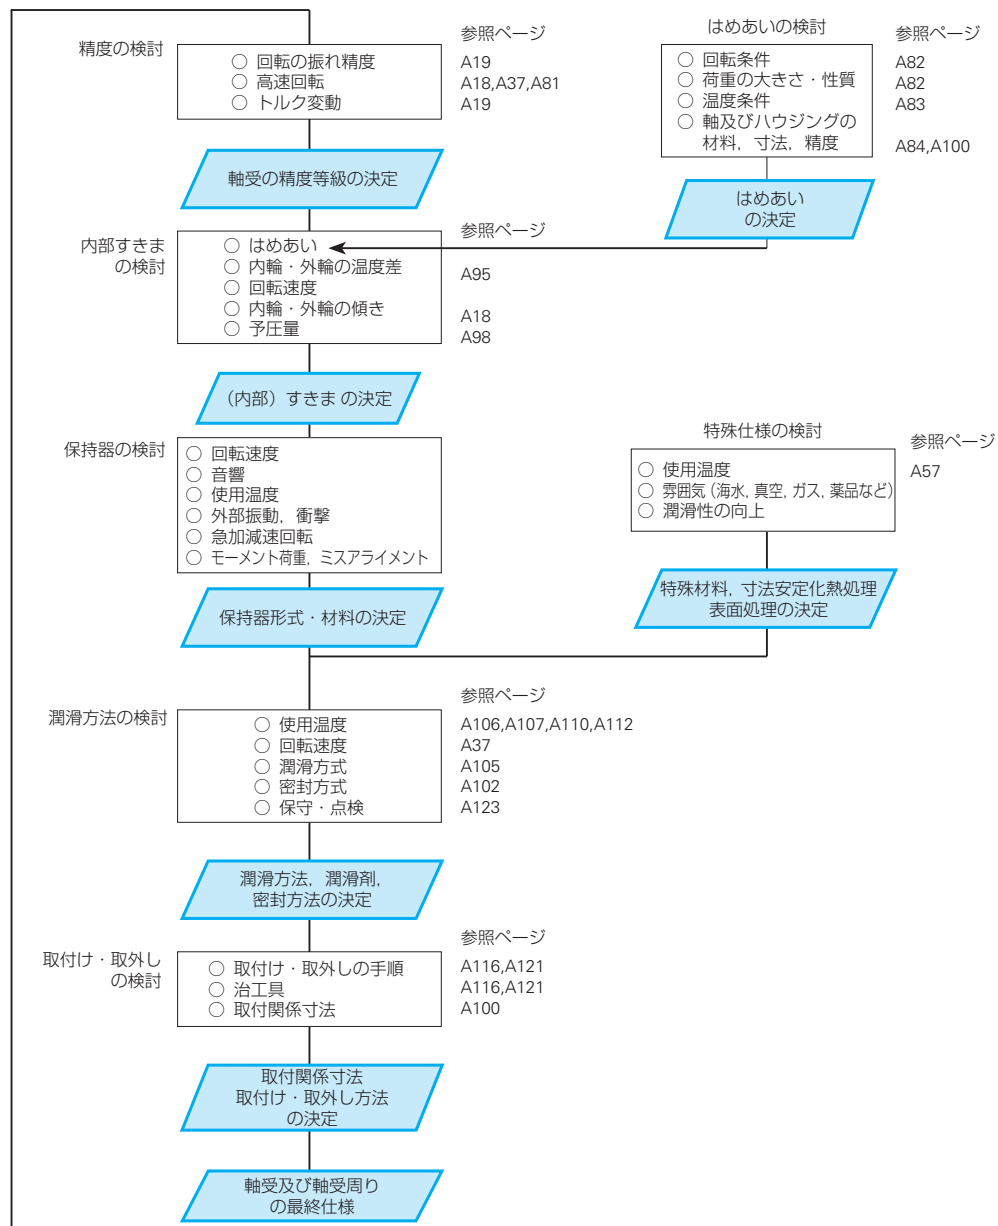 精度の検討
参照ページ
○ 回転の振れ精度
A19
○ 高速回転
A18,A37,A81
○ トルク変動
A19
軸受の精度等級の決定
はめあいの検討
参照ページ
○ 回転条件
A82
○ 荷重の大きさ・性質
A82
○ 温度条件
A83
○ 軸及びハウジングの
材料，寸法，精度
A84,A100
はめあい
の決定
内部すきま
の検討
参照ページ
○ はめあい
○ 内輪・外輪の温度差
A95
○ 回転速度
○ 内輪・外輪の傾き
A18
○ 予圧量
A98
（内部）すきま の決定
保持器の検討
○ 回転速度
○ 音響
○ 使用温度
○ 外部振動，衝撃
○ 急加減速回転
○ モーメント荷重，ミスアライメント
保持器形式・材料の決定
特殊仕様の検討
参照ページ
○ 使用温度
A57
○ 雰囲気（海水，真空，ガス，薬品など）
○ 潤滑性の向上
特殊材料，寸法安定化熱処理
表面処理の決定
潤滑方法の検討
参照ページ
○ 使用温度
A106,A107,A110,A112
○ 回転速度
A37
○ 潤滑方式
A105
○ 密封方式
A102
○ 保守・点検
A123
潤滑方法，潤滑剤，
密封方法の決定
取付け・取外し
の検討
参照ページ
○ 取付け・取外しの手順
A116,A121
○ 治工具
A116,A121
○ 取付関係寸法
A100
取付関係寸法
取付け・取外し方法
の決定
軸受及び軸受周り
の最終仕様